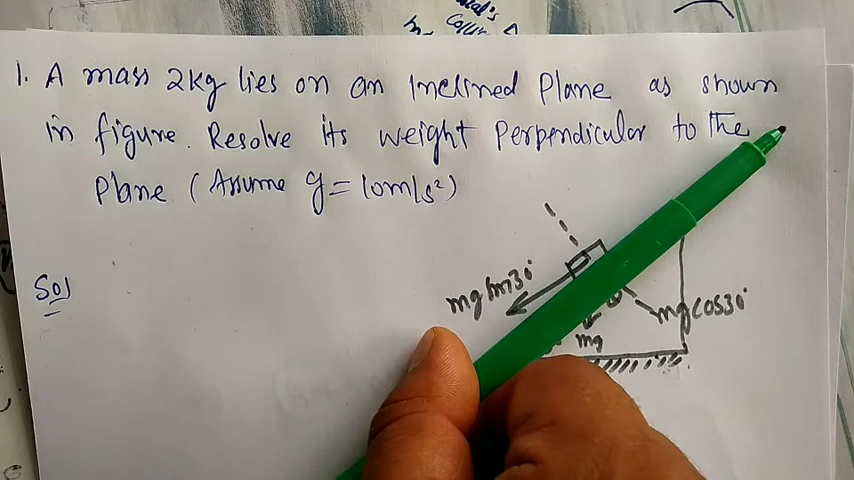 1. A mass 2kg lies on an Inclined Plane as shown
in figure. Resolve its weight Perpendicular to the
Plane (Assume g = 10m/s²)
Sol
mg sin30°
mg cos30°
mg